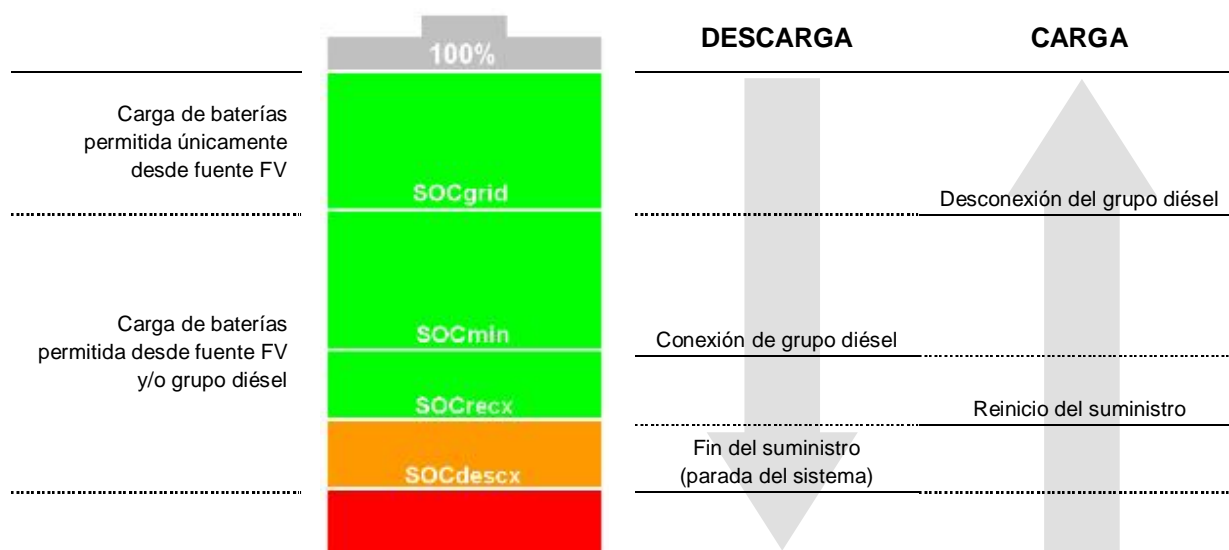 DESCARGA
CARGA
100%
Carga de baterías
permitida únicamente
desde fuente FV
SOCgrid
Desconexión del grupo diésel
Carga de baterías
permitida desde fuente FV
y/o grupo diésel
SOCmin
Conexión de grupo diésel
SOCrecx
Reinicio del suministro
Fin del suministro
(parada del sistema)
SOCdescx